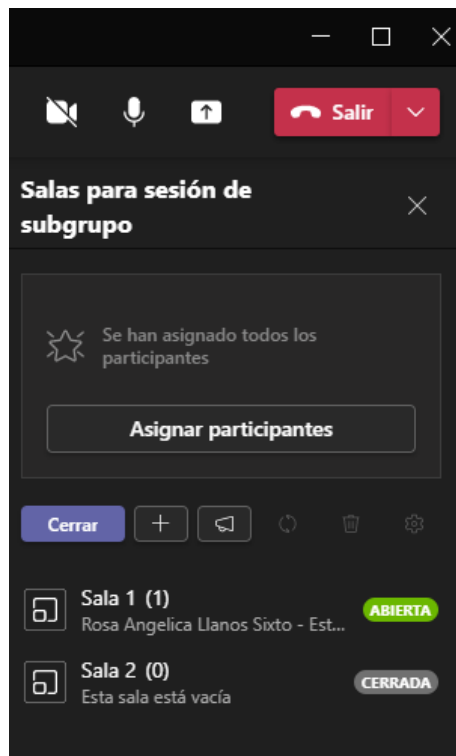 Salir
Salas para sesión de
subgrupo
Se han asignado todos los
participantes
Asignar participantes
Cerrar
Sala 1 (1)
ABIERTA
Rosa Angelica Llanos Sixto - Est...
Sala 2 (0)
CERRADA
Esta sala está vacía